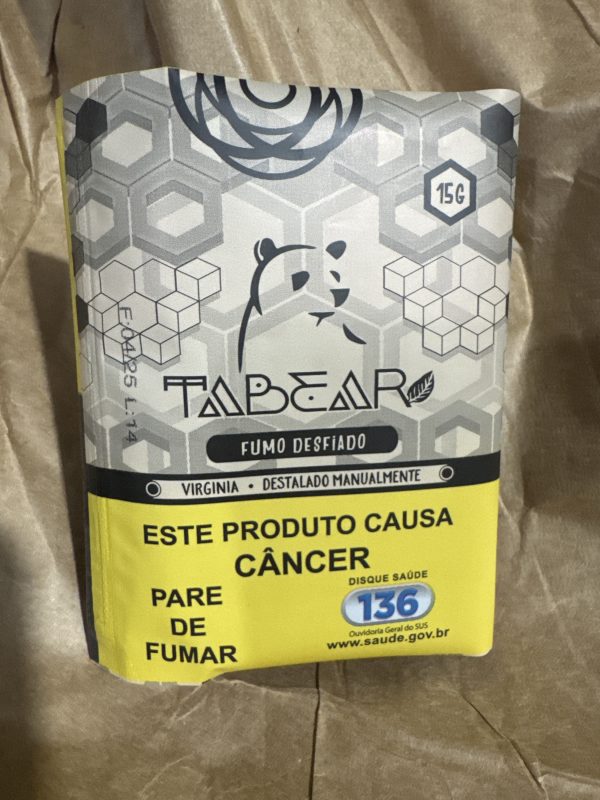 15G
F:04/25 L:14
TABEAR
FUMO DESFIADO
VIRGINIA • DESTALADO MANUALMENTE
ESTE PRODUTO CAUSA
CÂNCER
PARE
DE
FUMAR
DISQUE SAÚDE
136
Ouvidoria Geral do SUS
www.saude.gov.br